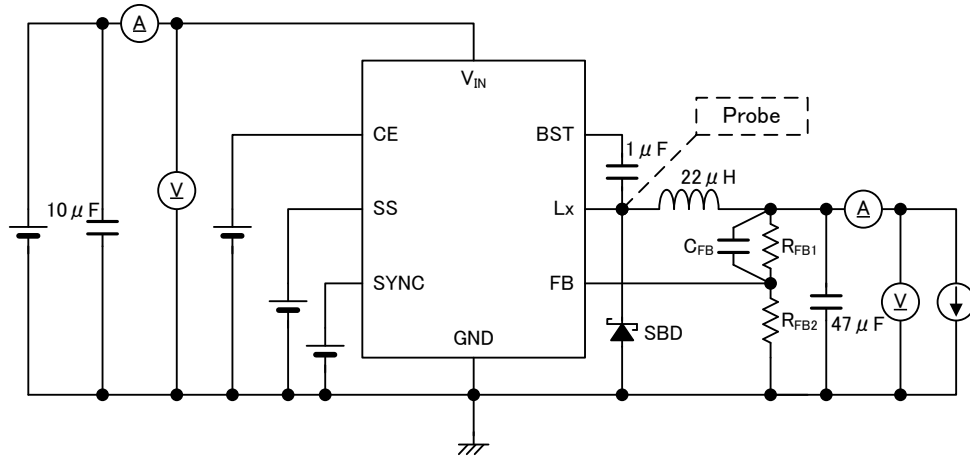 A
V_IN
Probe
CE
BST
1μF
V
10μF
22μH
SS
Lx
A
C_FB
R_FB1
SYNC
FB
V
R_FB2
47μF
GND
SBD